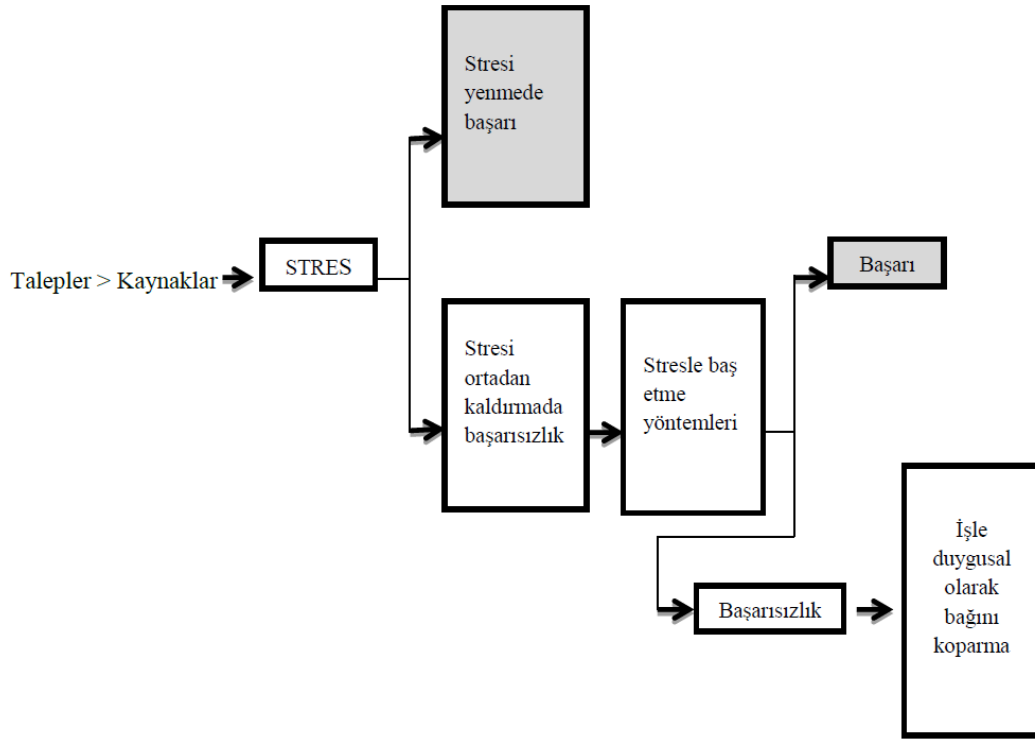 Talepler > Kaynaklar
STRES
Stresi
yenmede
başarı
Stresi
ortadan
kaldırmada
başarısızlık
Stresle baş
etme
yöntemleri
Başarı
Başarısızlık
İşle
duygusal
olarak
bağını
koparma